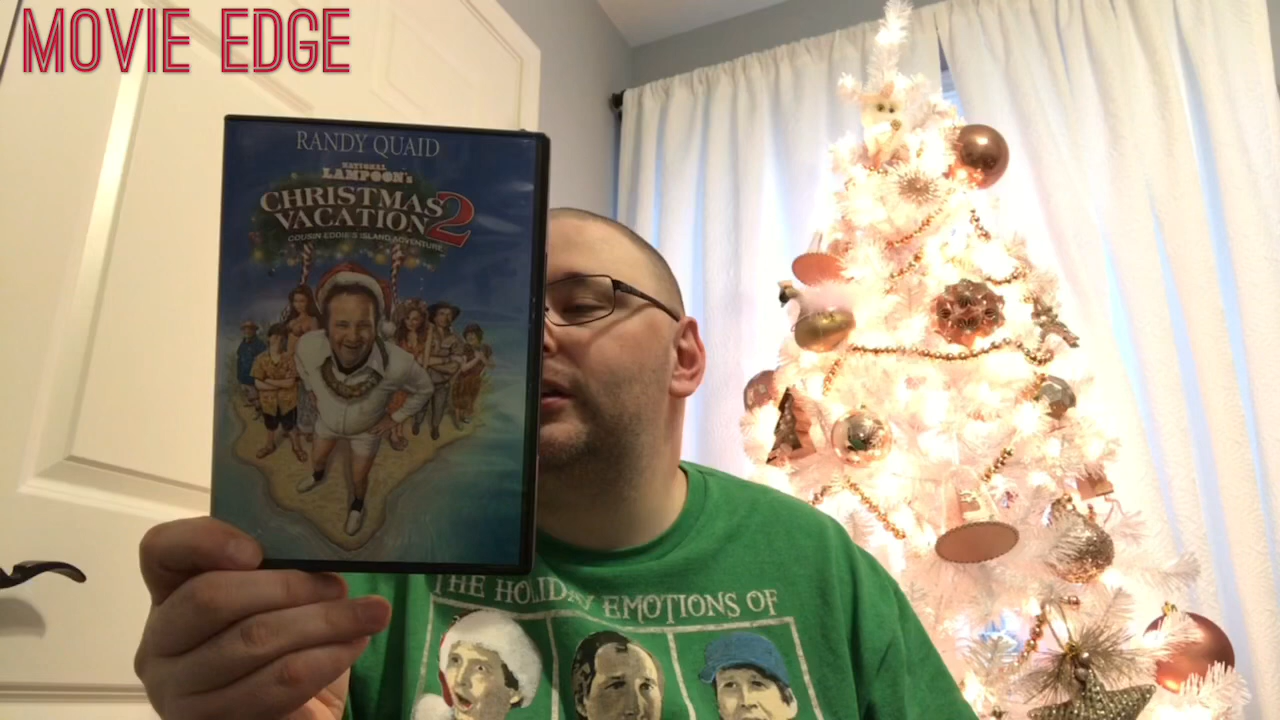 MOVIE EDGE
RANDY QUAID
NATIONAL
LAMPOON's
CHRISTMAS
VACATION 2
COUSIN EDDIE'S ISLAND ADVENTURE
THE HOLIDAY EMOTIONS OF